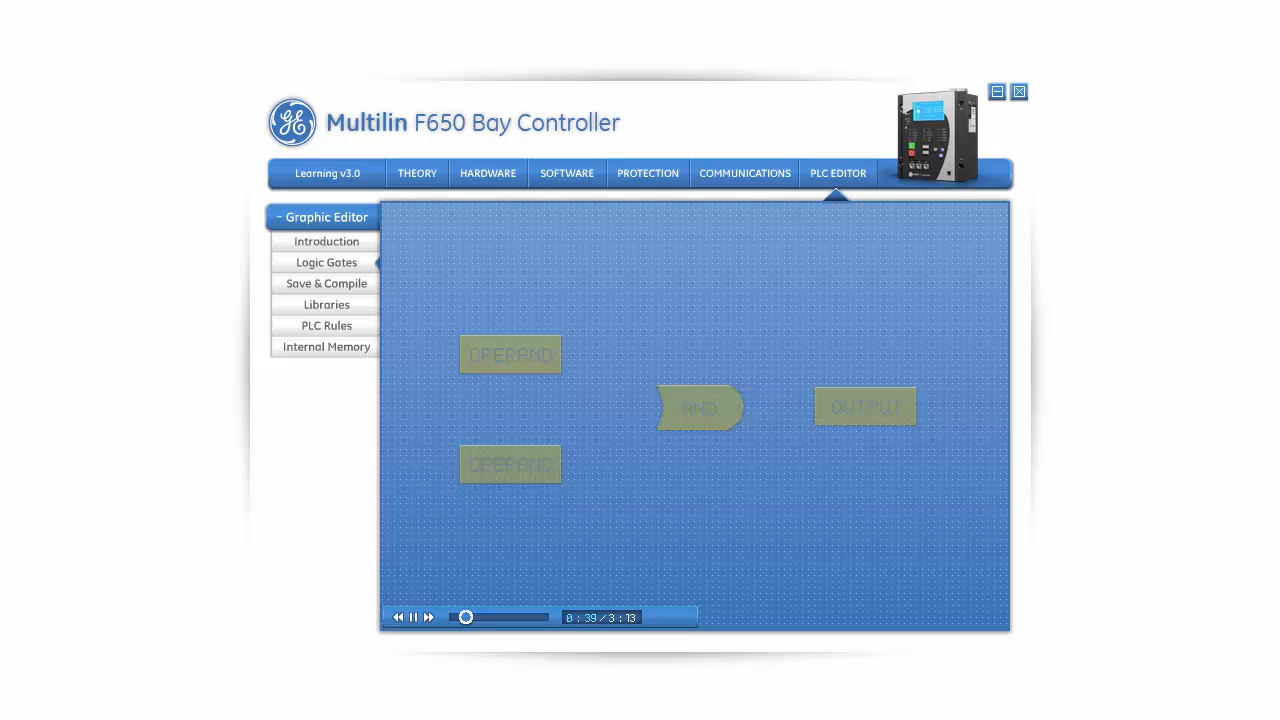 Multilin F650 Bay Controller
Learning v3.0 THEORY HARDWARE SOFTWARE PROTECTION COMMUNICATIONS PLC EDITOR
– Graphic Editor
Introduction
Logic Gates
Save & Compile
Libraries
PLC Rules
Internal Memory
OPERAND
AND
OUTPUT
OPERAND
0:39/3:13